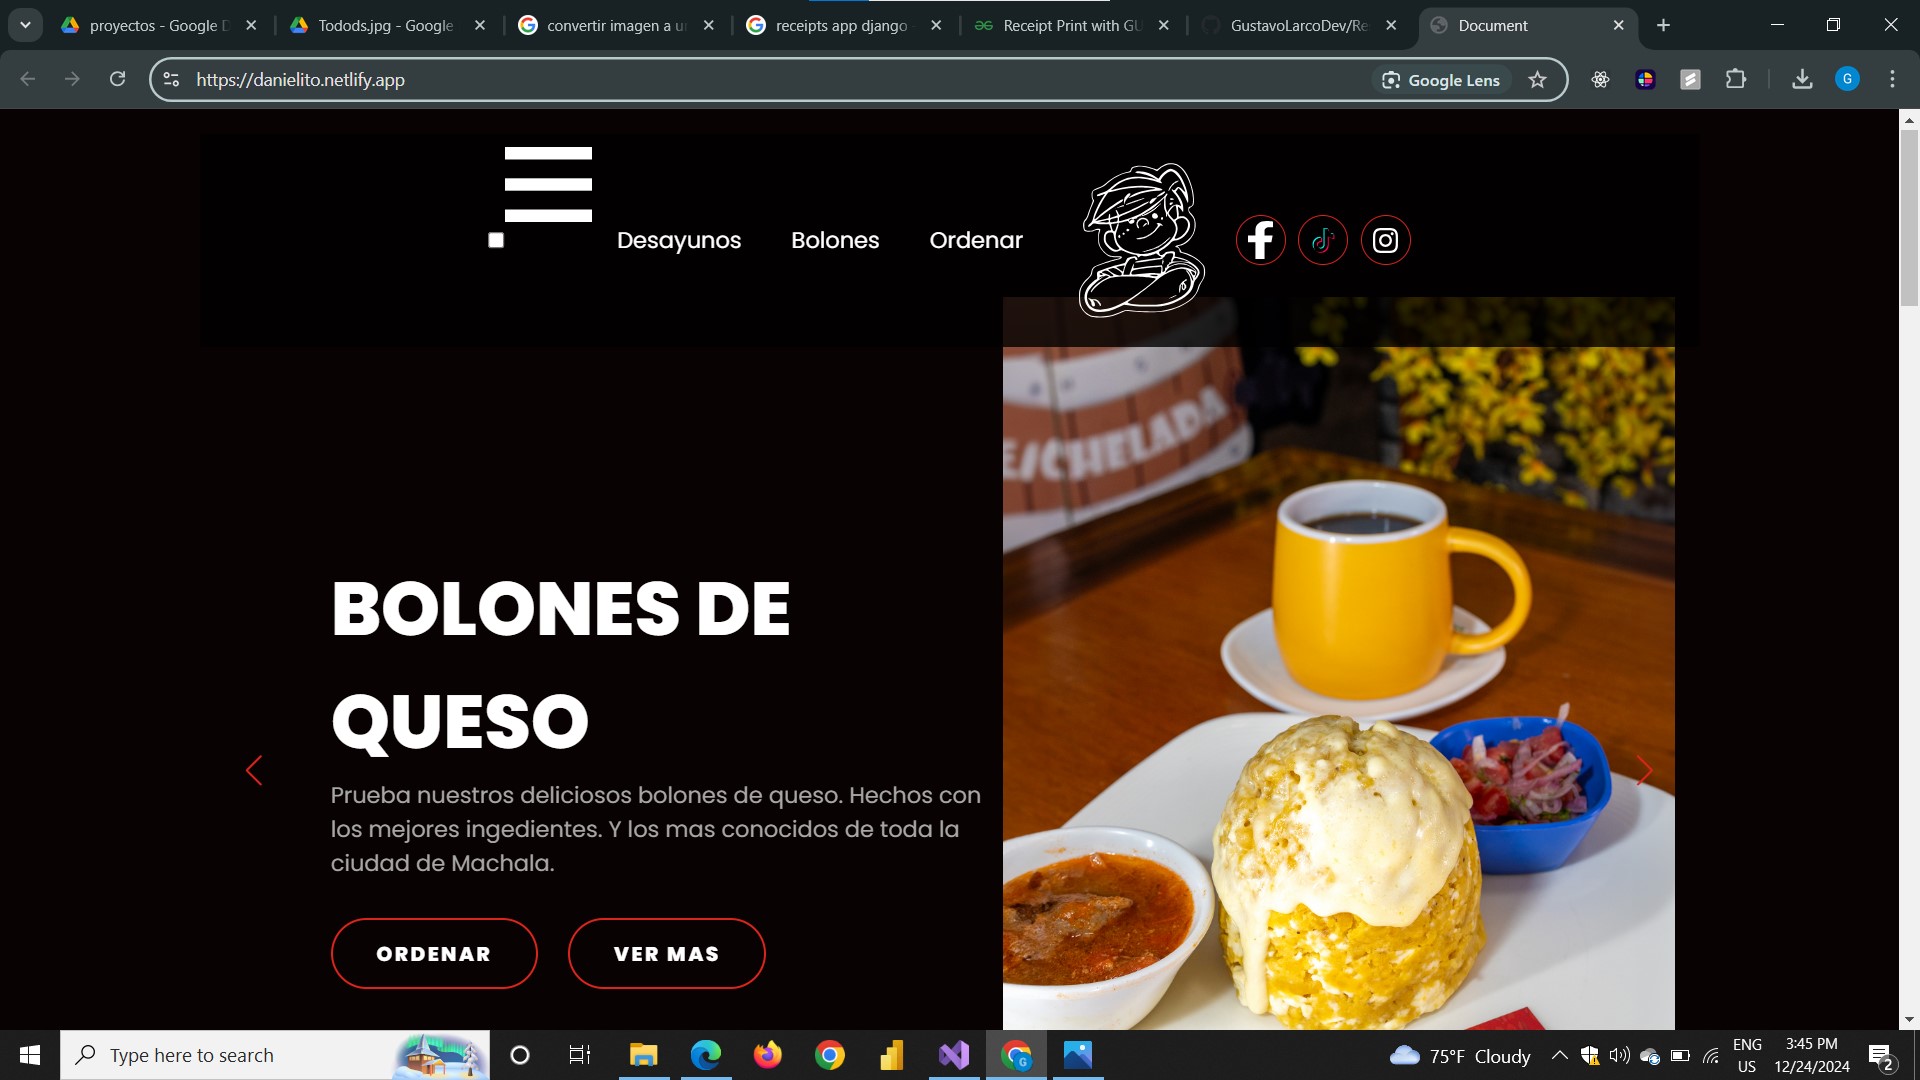 proyectos - Google D
Todods.jpg - Google
convertir imagen a u
receipts app django
Receipt Print with GU
GustavoLarcoDev/Re
Document
https://danielito.netlify.app
Google Lens
G
Desayunos
Bolones
Ordenar
E/CHELADA
BOLONES DE
QUESO
Prueba nuestros deliciosos bolones de queso. Hechos con
los mejores ingedientes. Y los mas conocidos de toda la
ciudad de Machala.
ORDENAR
VER MAS
Type here to search
75°F Cloudy
ENG
US
3:45 PM
12/24/2024
2